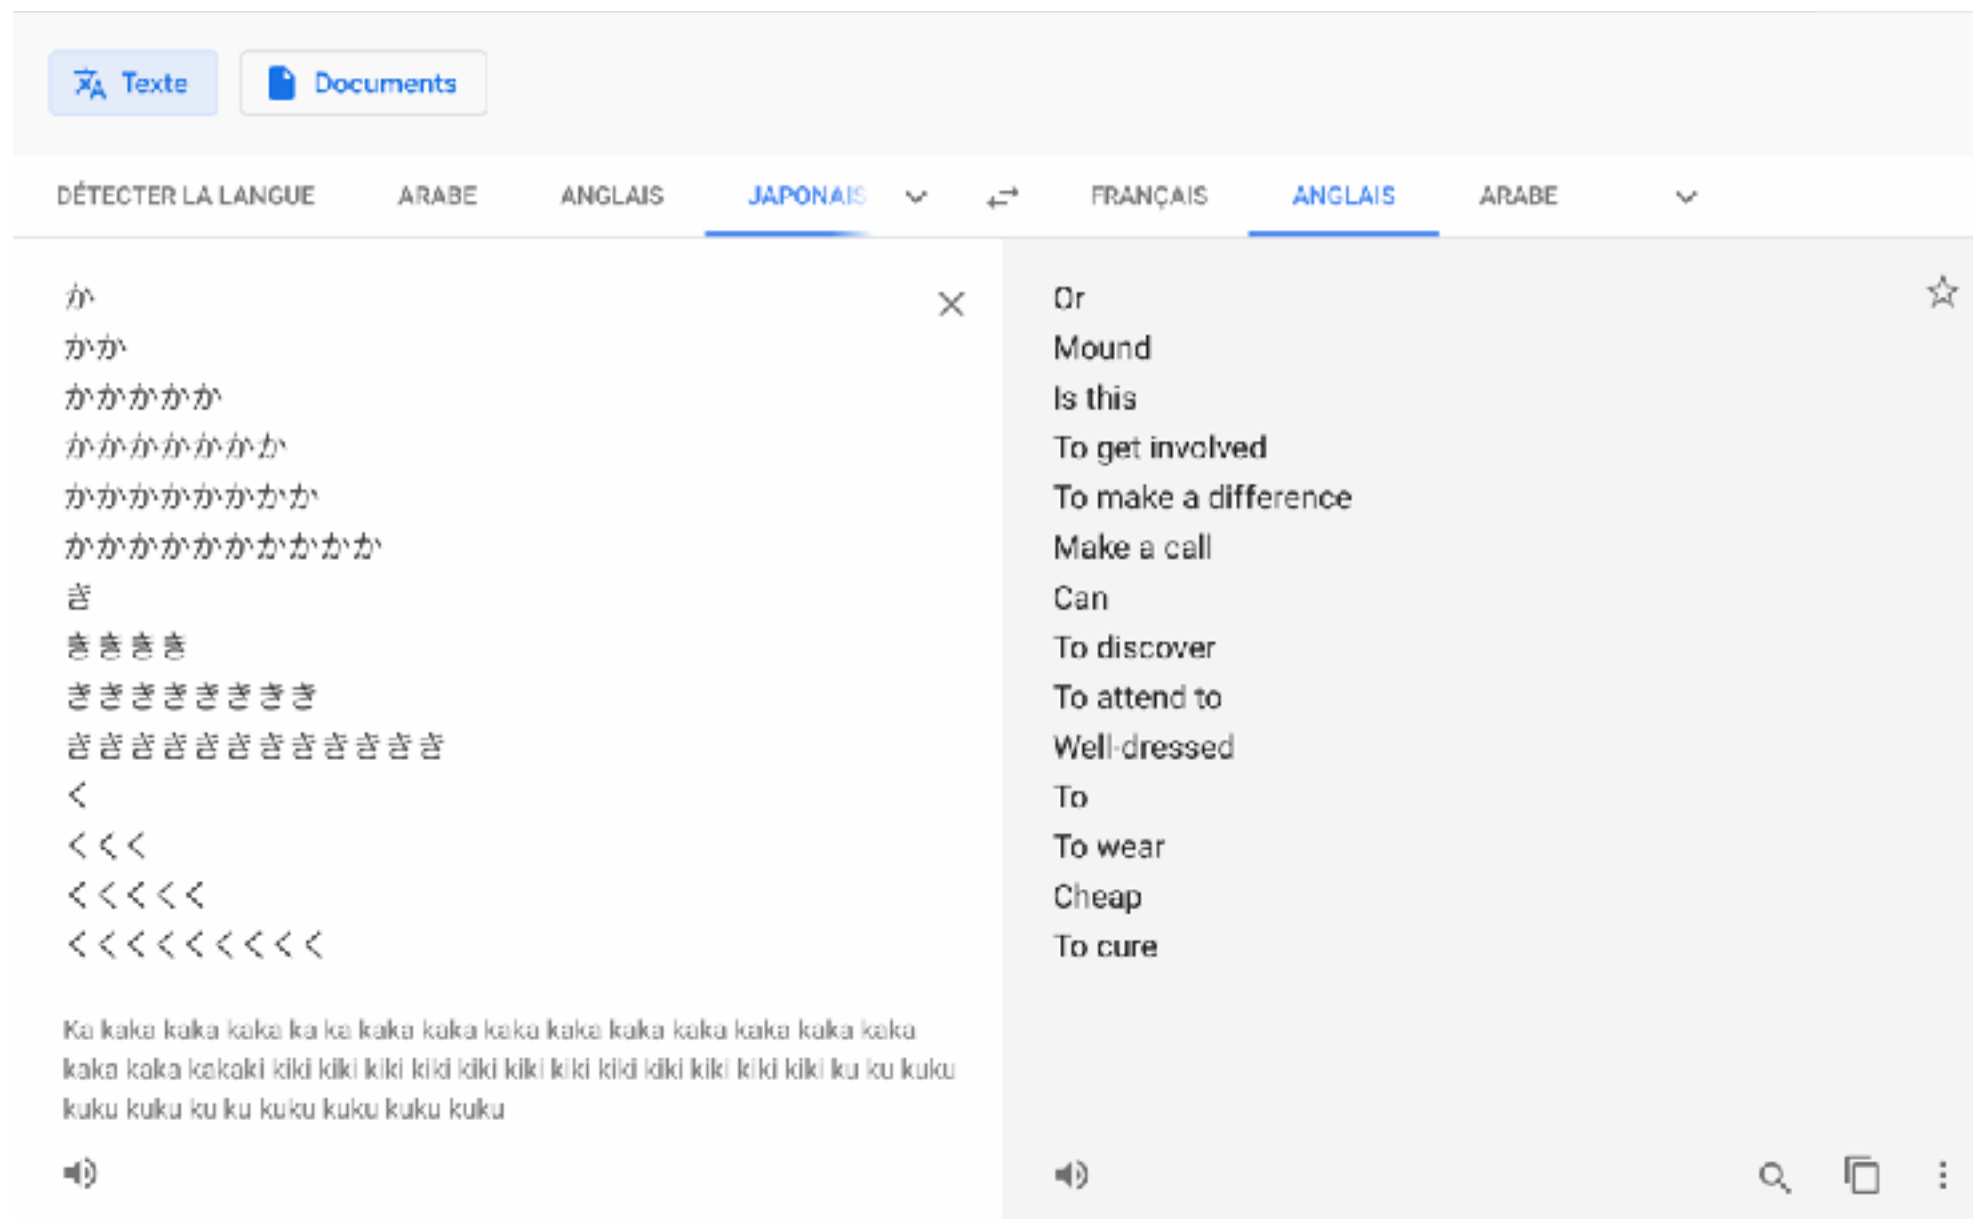 Texte
Documents
DÉTECTER LA LANGUE
ARABE
ANGLAIS
JAPONAIS
FRANÇAIS
ANGLAIS
ARABE
か
かか
かかかかか
かかかかかかか
かかかかかかかか
かかかかかかかかかか
き
きききき
きききききききき
きききききききききききき
く
くくく
くくくくく
くくくくくくくくく
Ka kaka kaka kaka ka ka kaka kaka kaka kaka kaka kaka kaka kaka kaka
kaka kaka kakaki kiki kiki kiki kiki kiki kiki kiki kiki kiki kiki kiki kiki ku ku kuku
kuku kuku ku ku kuku kuku kuku kuku
Or
Mound
Is this
To get involved
To make a difference
Make a call
Can
To discover
To attend to
Well-dressed
To
To wear
Cheap
To cure